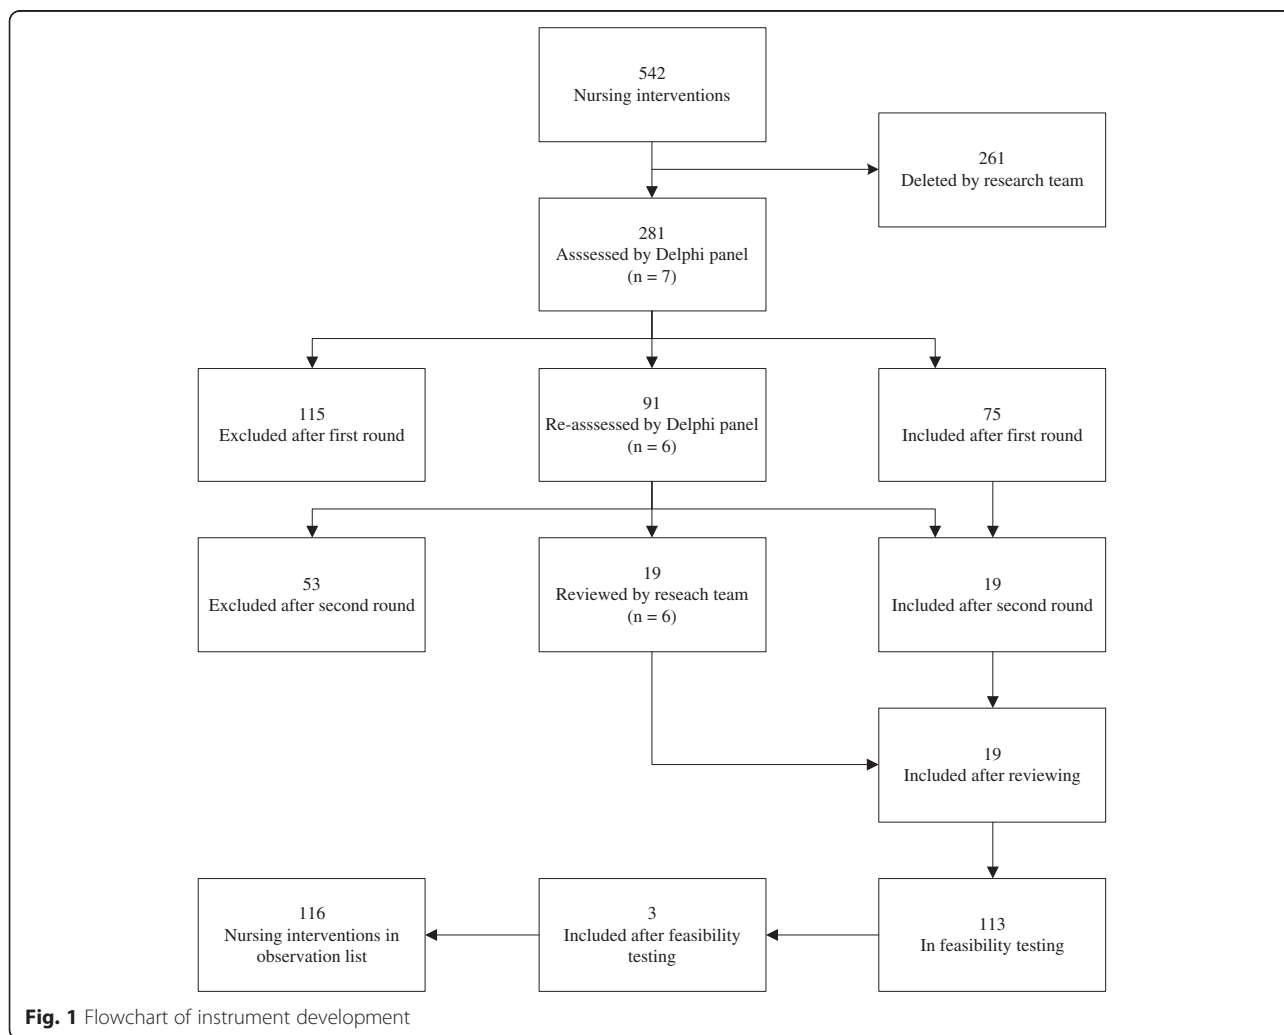 542
Nursing interventions
261
Deleted by research team
281
Asssessed by Delphi panel
(n = 7)
115
Excluded after first round
91
Re-asssessed by Delphi panel
(n = 6)
75
Included after first round
53
Excluded after second round
19
Reviewed by reseach team
(n = 6)
19
Included after second round
19
Included after reviewing
116
Nursing interventions in
observation list
3
Included after feasibility
testing
113
In feasibility testing
Fig. 1 Flowchart of instrument development